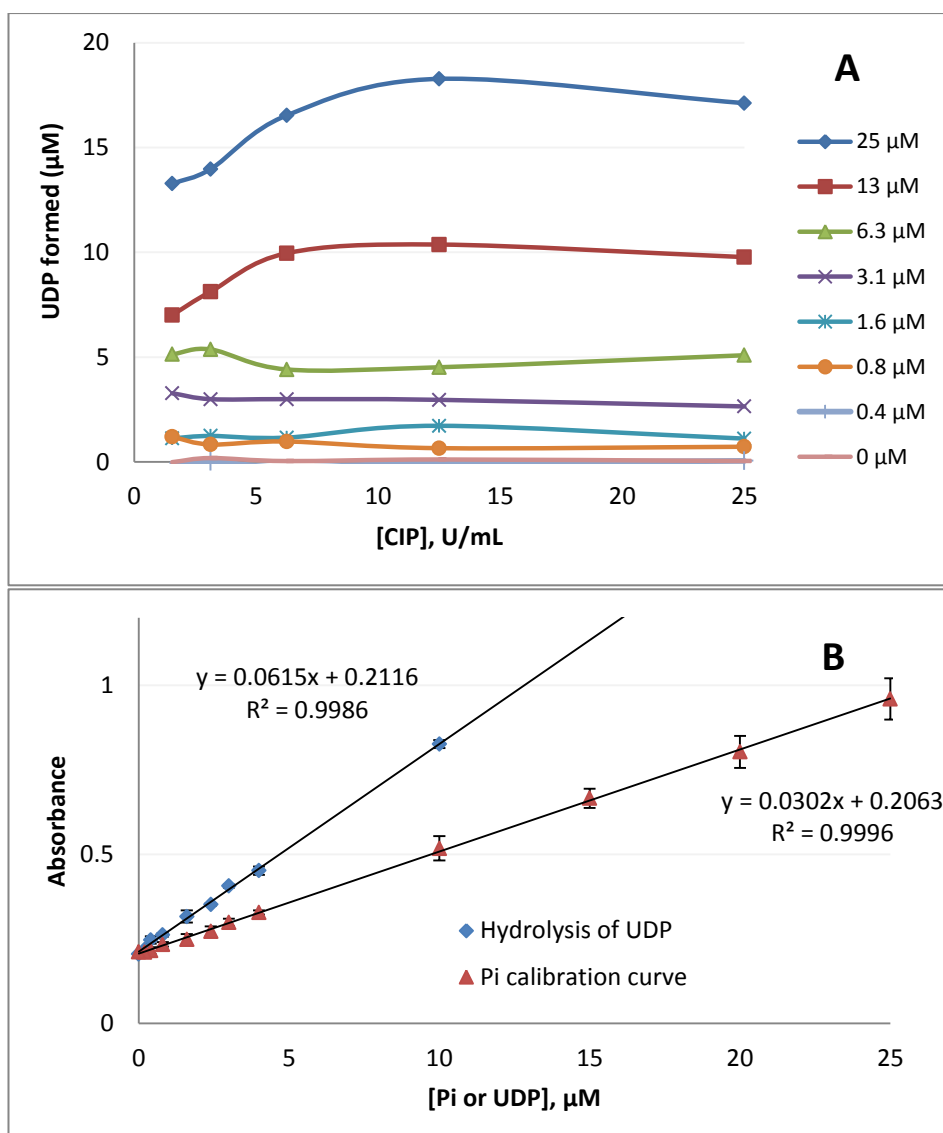 A
20
15
10
5
0
UDP formed (µM)
0 5 10 15 20 25
[CIP], U/mL
25 µM
13 µM
6.3 µM
3.1 µM
1.6 µM
0.8 µM
0.4 µM
0 µM
B
y = 0.0615x + 0.2116
R² = 0.9986
1
0.5
0
Absorbance
y = 0.0302x + 0.2063
R² = 0.9996
Hydrolysis of UDP
Pi calibration curve
0 5 10 15 20 25
[Pi or UDP], µM